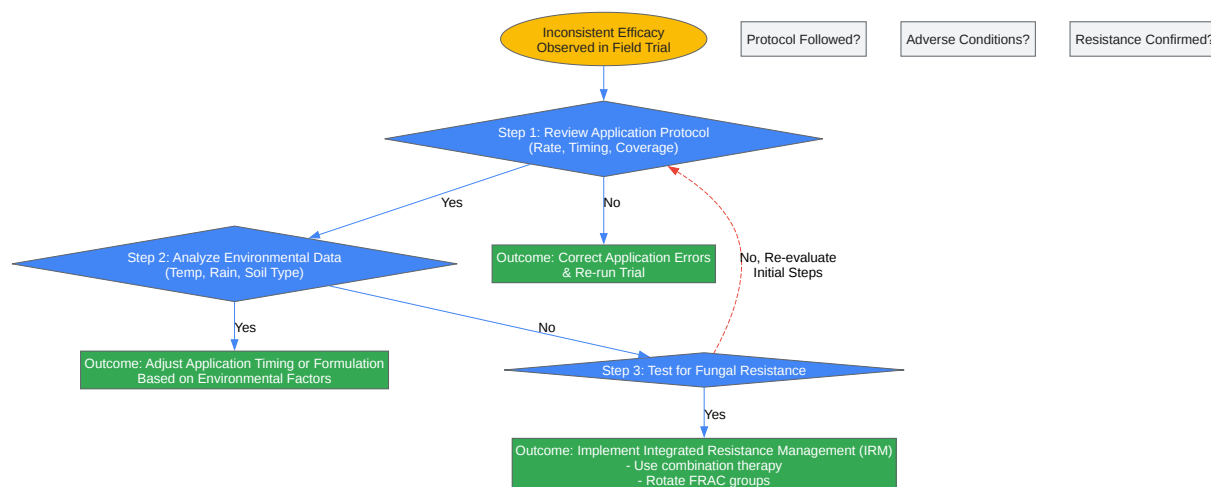 Inconsistent Efficacy
Observed in Field Trial
Protocol Followed?
Adverse Conditions?
Resistance Confirmed?
Step 1: Review Application Protocol
(Rate, Timing, Coverage)
Yes
No
Step 2: Analyze Environmental Data
(Temp, Rain, Soil Type)
Outcome: Correct Application Errors
& Re-run Trial
No, Re-evaluate
Initial Steps
Yes
No
Outcome: Adjust Application Timing or Formulation
Based on Environmental Factors
Step 3: Test for Fungal Resistance
Yes
Outcome: Implement Integrated Resistance Management (IRM)
- Use combination therapy
- Rotate FRAC groups